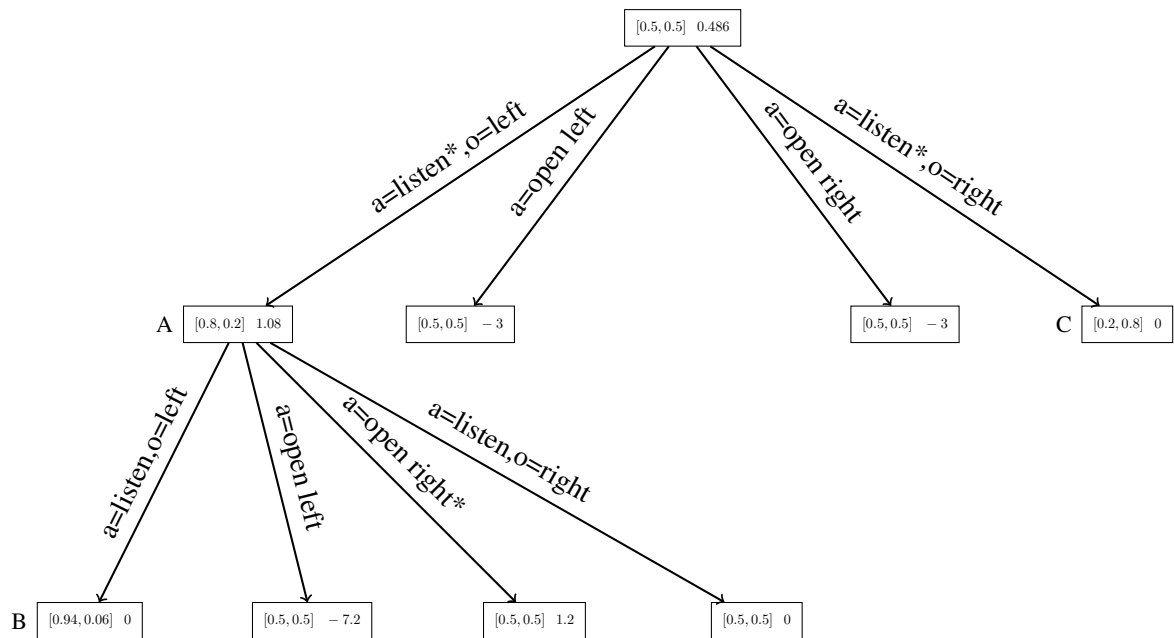 [0.5, 0.5] 0.486
a=listen*,o=left
a=open left
a=open right
a=listen*,o=right
A
[0.8, 0.2] 1.08
[0.5, 0.5] − 3
[0.5, 0.5] − 3
C
[0.2, 0.8] 0
a=listen,o=left
a=open left
a=open right*
a=listen,o=right
B
[0.94, 0.06] 0
[0.5, 0.5] − 7.2
[0.5, 0.5] 1.2
[0.5, 0.5] 0